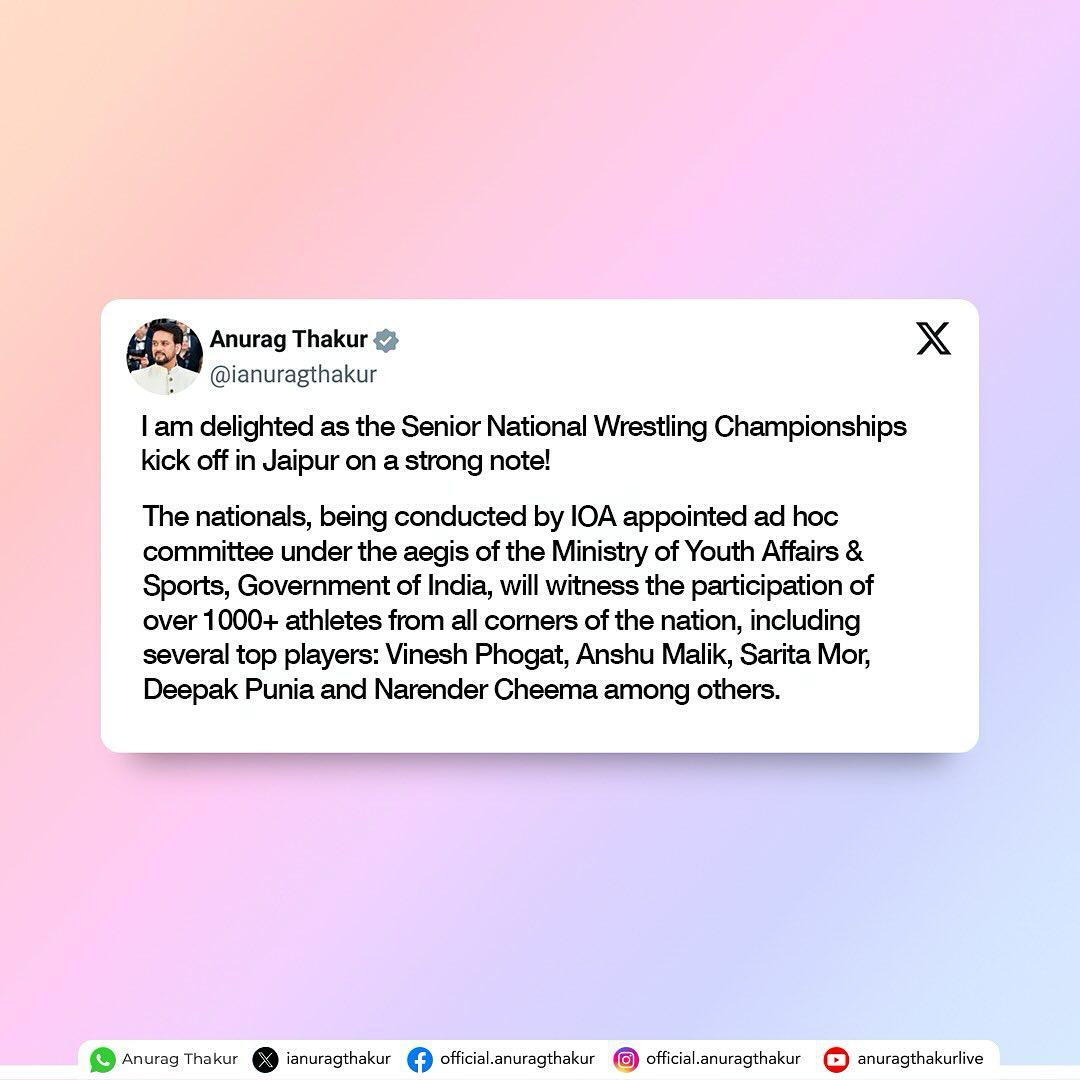 Anurag Thakur
@ianuragthakur
I am delighted as the Senior National Wrestling Championships
kick off in Jaipur on a strong note!
The nationals, being conducted by IOA appointed ad hoc
committee under the aegis of the Ministry of Youth Affairs &
Sports, Government of India, will witness the participation of
over 1000+ athletes from all corners of the nation, including
several top players: Vinesh Phogat, Anshu Malik, Sarita Mor,
Deepak Punia and Narender Cheema among others.
Anurag Thakur ianuragthakur official.anuragthakur official.anuragthakur anuragthakurlive